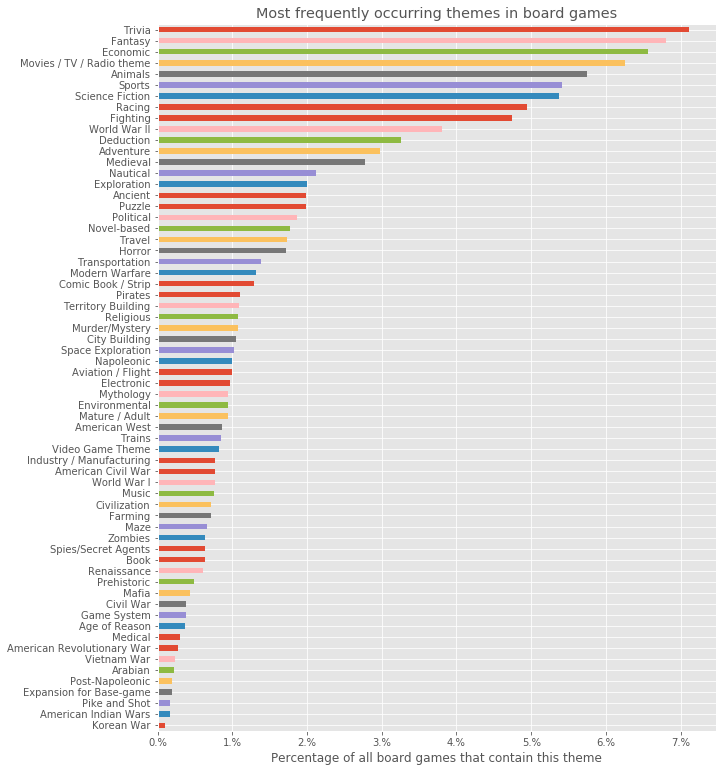 Most frequently occurring themes in board games
Trivia
Fantasy
Economic
Movies / TV / Radio theme
Animals
Sports
Science Fiction
Racing
Fighting
World War II
Deduction
Adventure
Medieval
Nautical
Exploration
Ancient
Puzzle
Political
Novel-based
Travel
Horror
Transportation
Modern Warfare
Comic Book / Strip
Pirates
Territory Building
Religious
Murder/Mystery
City Building
Space Exploration
Napoleonic
Aviation / Flight
Electronic
Mythology
Environmental
Mature / Adult
American West
Trains
Video Game Theme
Industry / Manufacturing
American Civil War
World War I
Music
Civilization
Farming
Maze
Zombies
Spies/Secret Agents
Book
Renaissance
Prehistoric
Mafia
Civil War
Game System
Age of Reason
Medical
American Revolutionary War
Vietnam War
Arabian
Post-Napoleonic
Expansion for Base-game
Pike and Shot
American Indian Wars
Korean War
0.% 1.% 2.% 3.% 4.% 5.% 6.% 7.%
Percentage of all board games that contain this theme